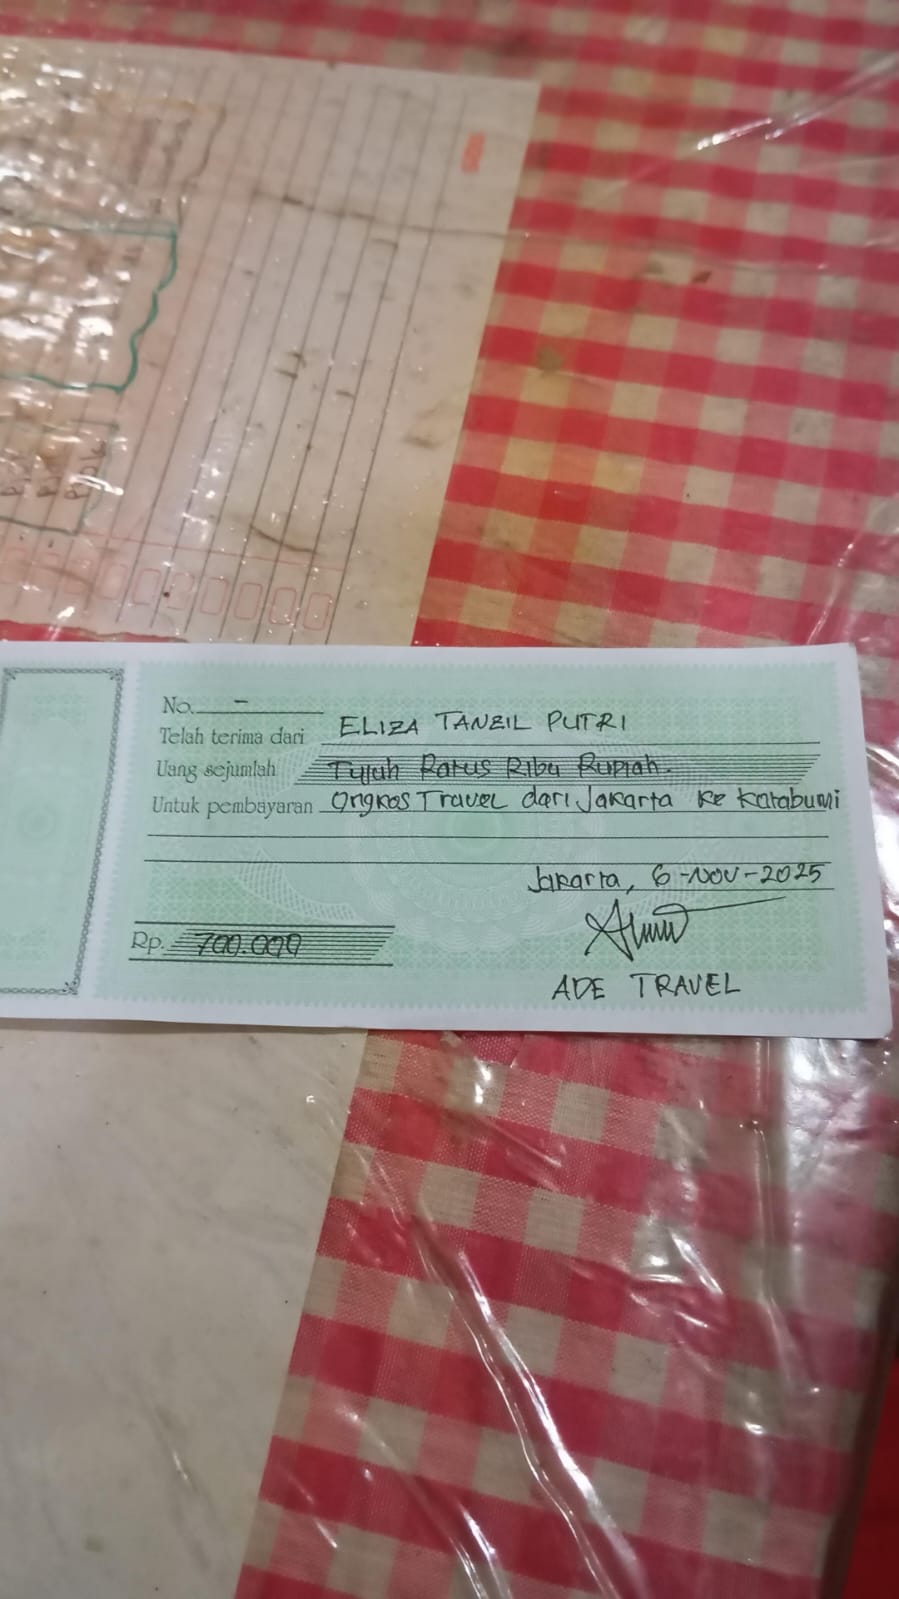 No. -
Telah terima dari ELIZA TANZIL PUTRI
Uang sejumlah Tujuh Ratus Ribu Rupiah.
Untuk pembayaran Ongkos Travel dari Jakarta ke Kotabumi
Jakarta, 6-NOV-2025
Rp. 700.000
ADE TRAVEL